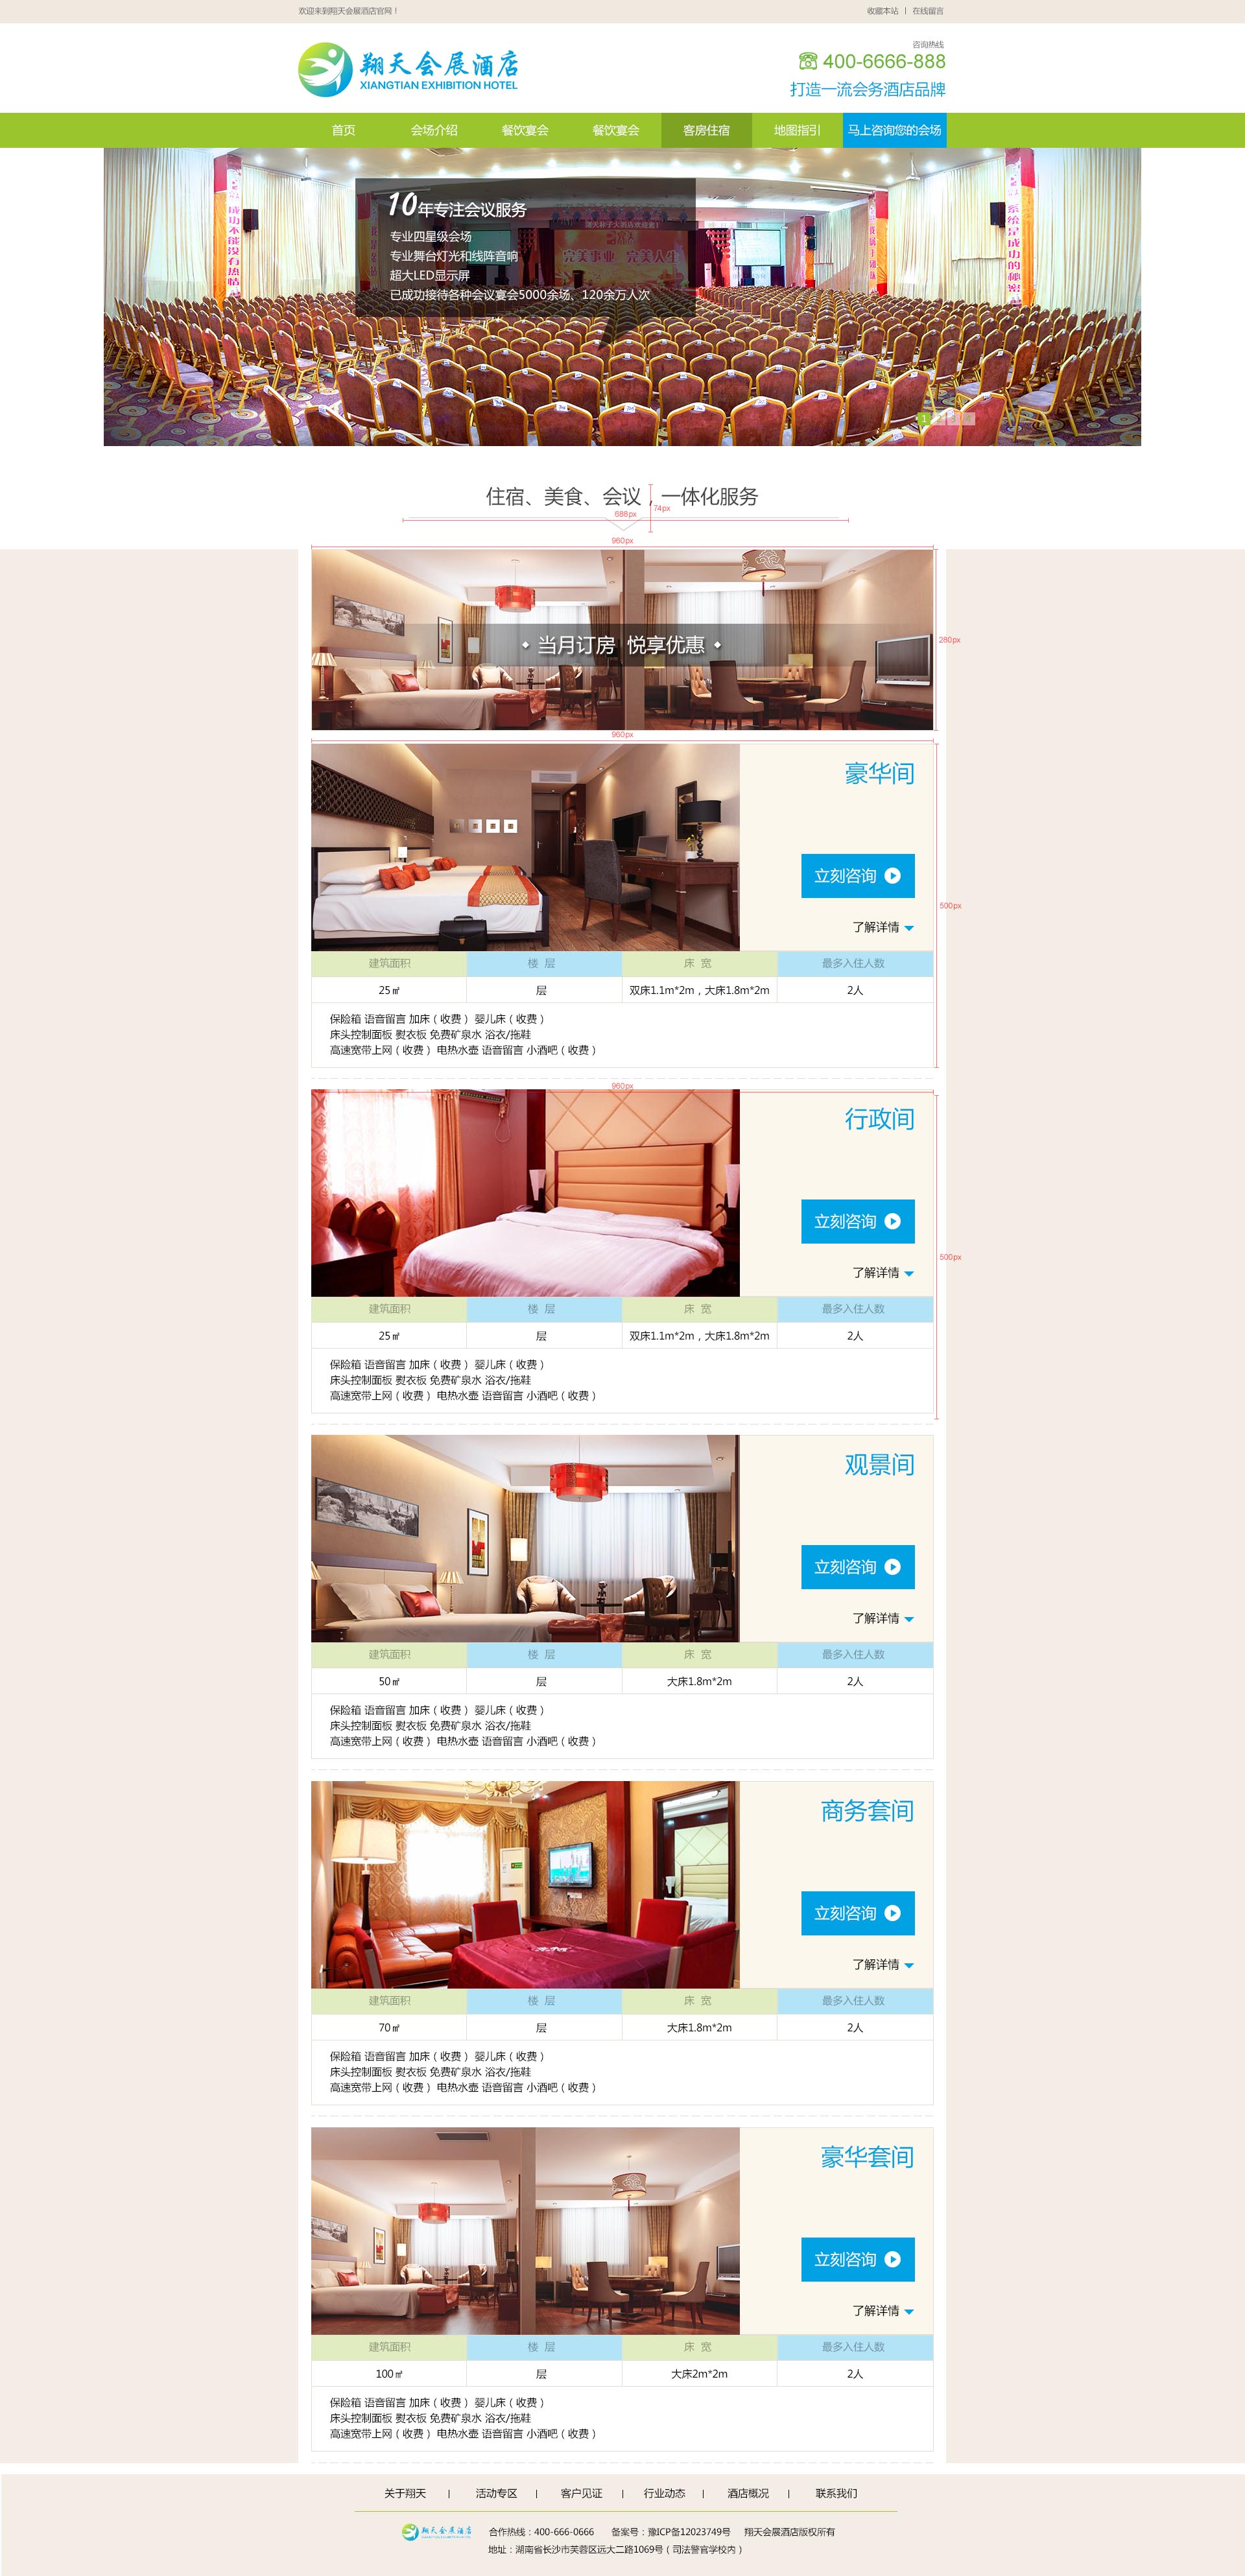 欢迎来到翔天会展酒店官网！
收藏本站 | 在线留言
翔天会展酒店
XIANGTIAN EXHIBITION HOTEL
咨询热线
400-6666-888
打造一流会务酒店品牌
首页 会场介绍 餐饮宴会 餐饮宴会 客房住宿 地图指引 马上咨询您的会场
10年专注会议服务
专业四星级会场
专业舞台灯光和线阵音响
超大LED显示屏
已成功接待各种会议宴会5000余场、120余万人次
完美事业 完美人生
成功不能没有热情
系统是成功的秘密
1
住宿、美食、会议，一体化服务
74px
688px
960px
当月订房 悦享优惠
280px
960px
豪华间
立刻咨询
500px
了解详情
建筑面积 楼 层 床 宽 最多入住人数
25㎡ 层 双床1.1m*2m，大床1.8m*2m 2人
保险箱 语音留言 加床（收费） 婴儿床（收费）
床头控制面板 熨衣板 免费矿泉水 浴衣/拖鞋
高速宽带上网（收费） 电热水壶 语音留言 小酒吧（收费）
960px
行政间
立刻咨询
500px
了解详情
建筑面积 楼 层 床 宽 最多入住人数
25㎡ 层 双床1.1m*2m，大床1.8m*2m 2人
保险箱 语音留言 加床（收费） 婴儿床（收费）
床头控制面板 熨衣板 免费矿泉水 浴衣/拖鞋
高速宽带上网（收费） 电热水壶 语音留言 小酒吧（收费）
观景间
立刻咨询
了解详情
建筑面积 楼 层 床 宽 最多入住人数
50㎡ 层 大床1.8m*2m 2人
保险箱 语音留言 加床（收费） 婴儿床（收费）
床头控制面板 熨衣板 免费矿泉水 浴衣/拖鞋
高速宽带上网（收费） 电热水壶 语音留言 小酒吧（收费）
商务套间
立刻咨询
了解详情
建筑面积 楼 层 床 宽 最多入住人数
70㎡ 层 大床1.8m*2m 2人
保险箱 语音留言 加床（收费） 婴儿床（收费）
床头控制面板 熨衣板 免费矿泉水 浴衣/拖鞋
高速宽带上网（收费） 电热水壶 语音留言 小酒吧（收费）
豪华套间
立刻咨询
了解详情
建筑面积 楼 层 床 宽 最多入住人数
100㎡ 层 大床2m*2m 2人
保险箱 语音留言 加床（收费） 婴儿床（收费）
床头控制面板 熨衣板 免费矿泉水 浴衣/拖鞋
高速宽带上网（收费） 电热水壶 语音留言 小酒吧（收费）
关于翔天 | 活动专区 | 客户见证 | 行业动态 | 酒店概况 | 联系我们
翔天会展酒店
合作热线：400-666-0666 备案号：豫ICP备12023749号 翔天会展酒店版权所有
地址：湖南省长沙市芙蓉区远大二路1069号（司法警官学校内）